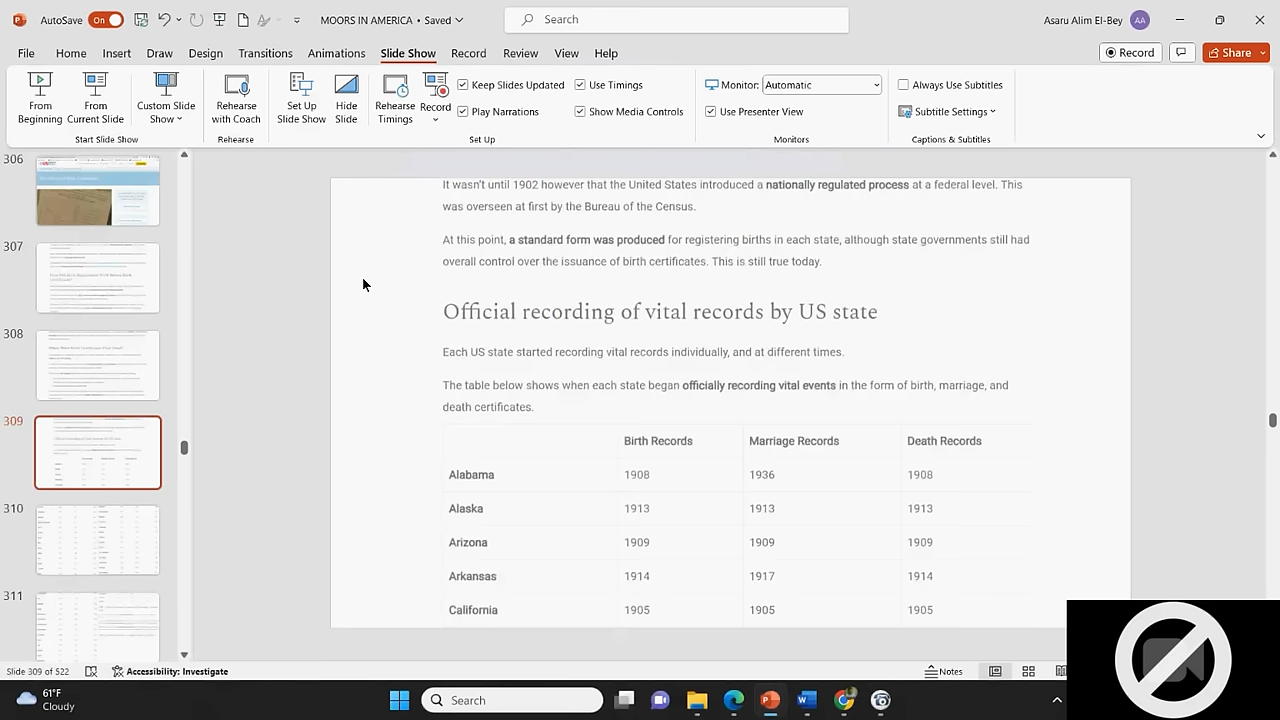 AutoSave On MOORS IN AMERICA • Saved Search Asaru Alim El-Bey AA
File Home Insert Draw Design Transitions Animations Slide Show Record Review View Help Record Share
From Beginning
From Current Slide
Custom Slide Show
Start Slide Show
Rehearse with Coach
Rehearse
Set Up Slide Show
Hide Slide
Rehearse Timings
Record
Keep Slides Updated
Play Narrations
Use Timings
Show Media Controls
Set Up
Monitor: Automatic
Use Presenter View
Monitors
Always Use Subtitles
Subtitle Settings
Captions & Subtitles
306
307
308
309
310
311
It wasn't until 1902 however that the United States introduced a nationally regulated process at a federal level. This
was overseen at first by the Bureau of the Census.
At this point, a standard form was produced for registering births in each state, although state governments still had
overall control over the issuance of birth certificates. This is still true today.
Official recording of vital records by US state
Each US state started recording vital records individually, and at different times.
The table below shows when each state began officially recording vital events in the form of birth, marriage, and
death certificates.
Birth Records Marriage Records Death Records
Alabama 1908 1936 1908
Alaska 1913 1913 1913
Arizona 1909 1909 1909
Arkansas 1914 1917 1914
California 1905 1905 1905
Slide 309 of 522 Accessibility: Investigate Notes
61°F
Cloudy
Search